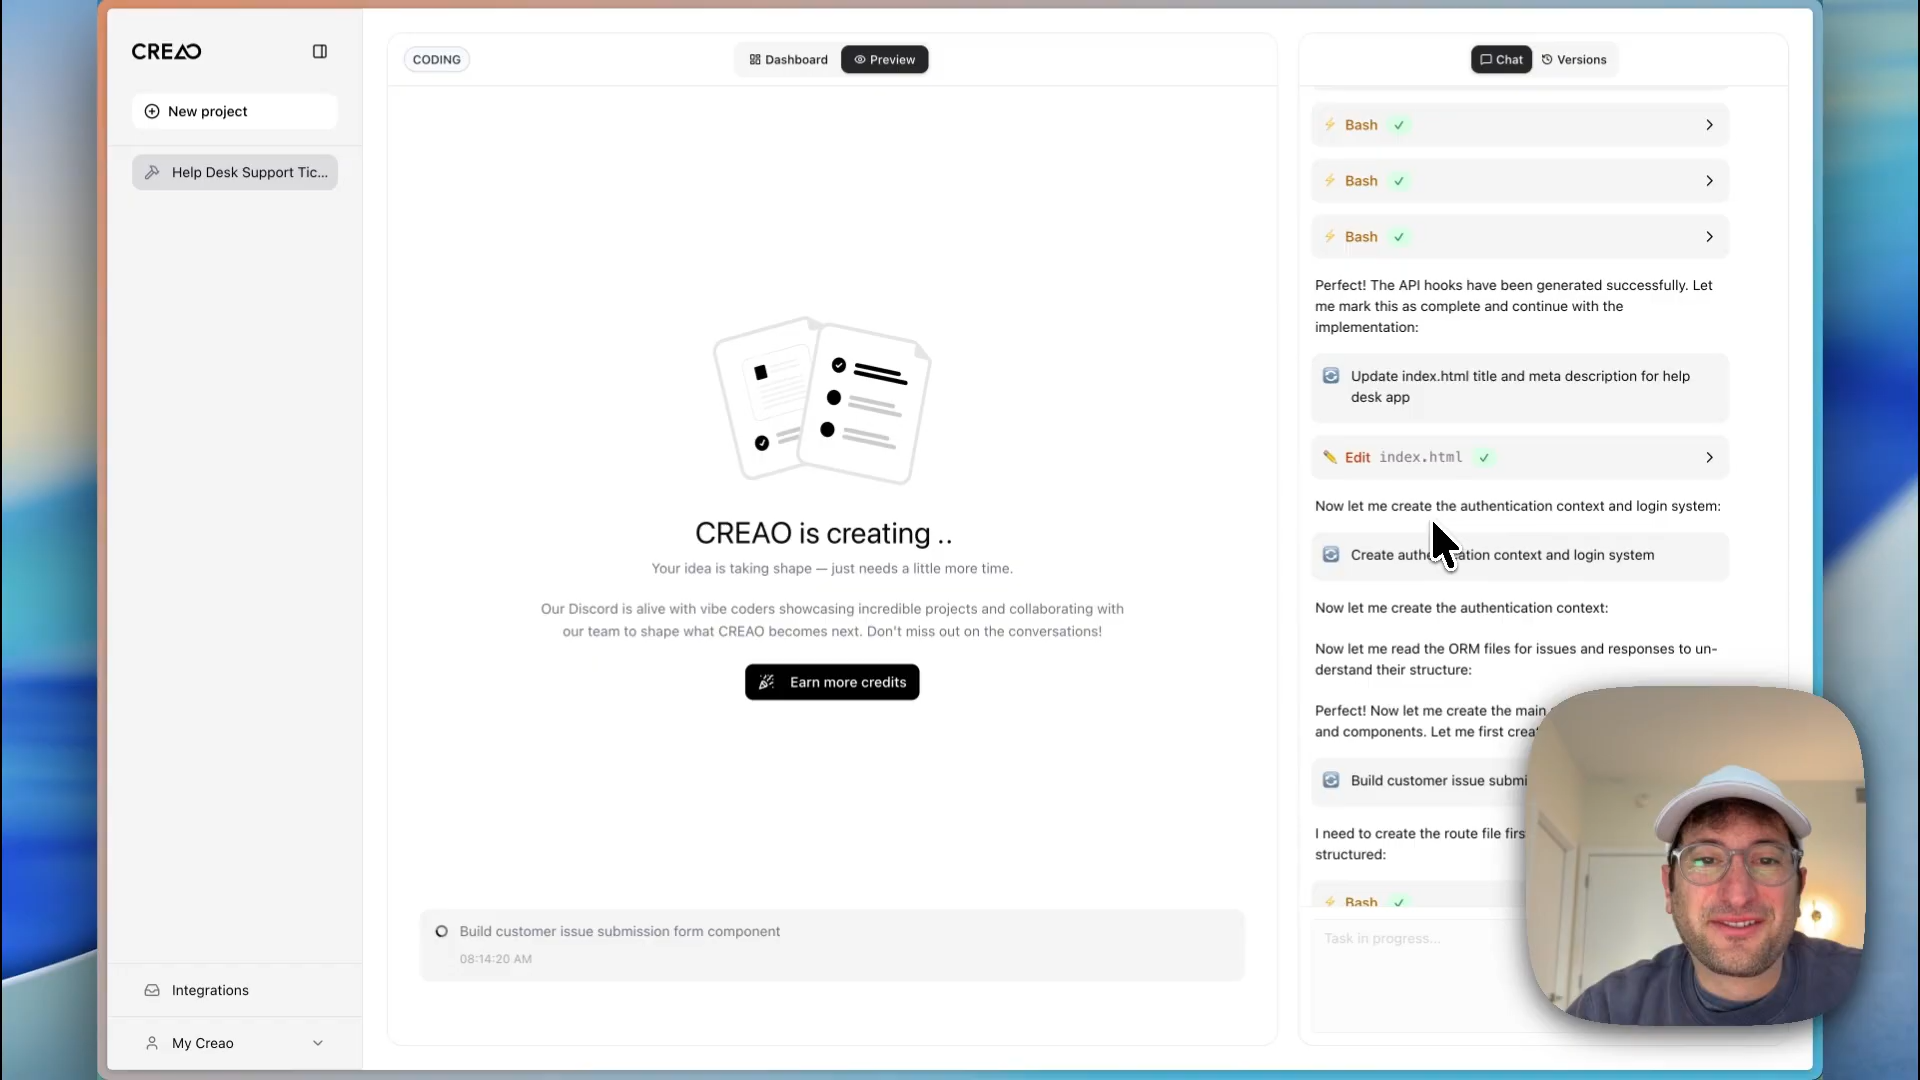 CREAO
New project
Help Desk Support Tic...
Integrations
My Creao
CODING
Dashboard
Preview
CREAO is creating ..
Your idea is taking shape — just needs a little more time.
Our Discord is alive with vibe coders showcasing incredible projects and collaborating with
our team to shape what CREAO becomes next. Don't miss out on the conversations!
Earn more credits
Build customer issue submission form component
08:14:20 AM
Chat
Versions
Bash
Bash
Bash
Perfect! The API hooks have been generated successfully. Let
me mark this as complete and continue with the
implementation:
Update index.html title and meta description for help
desk app
Edit index.html
Now let me create the authentication context and login system:
Create authentication context and login system
Now let me create the authentication context:
Now let me read the ORM files for issues and responses to un-
derstand their structure:
Perfect! Now let me create the main
and components. Let me first
Build customer issue
I need to create the route file
structured:
Bash
Task in progress...